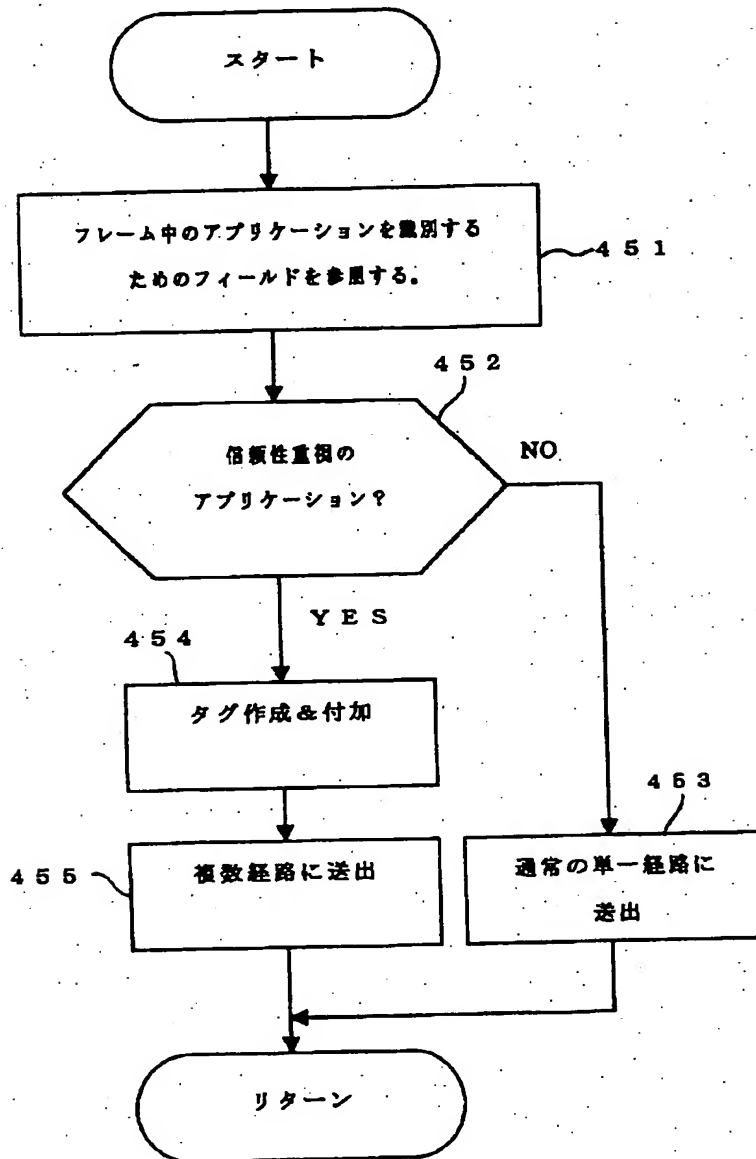 スタート
フレーム中のアプリケーションを識別する
ためのフィールドを参照する。
451
452
信頼性重視の
アプリケーション?
NO
YES
454
タグ作成&付加
453
455
複数経路に送出
通常の単一経路に
送出
リターン